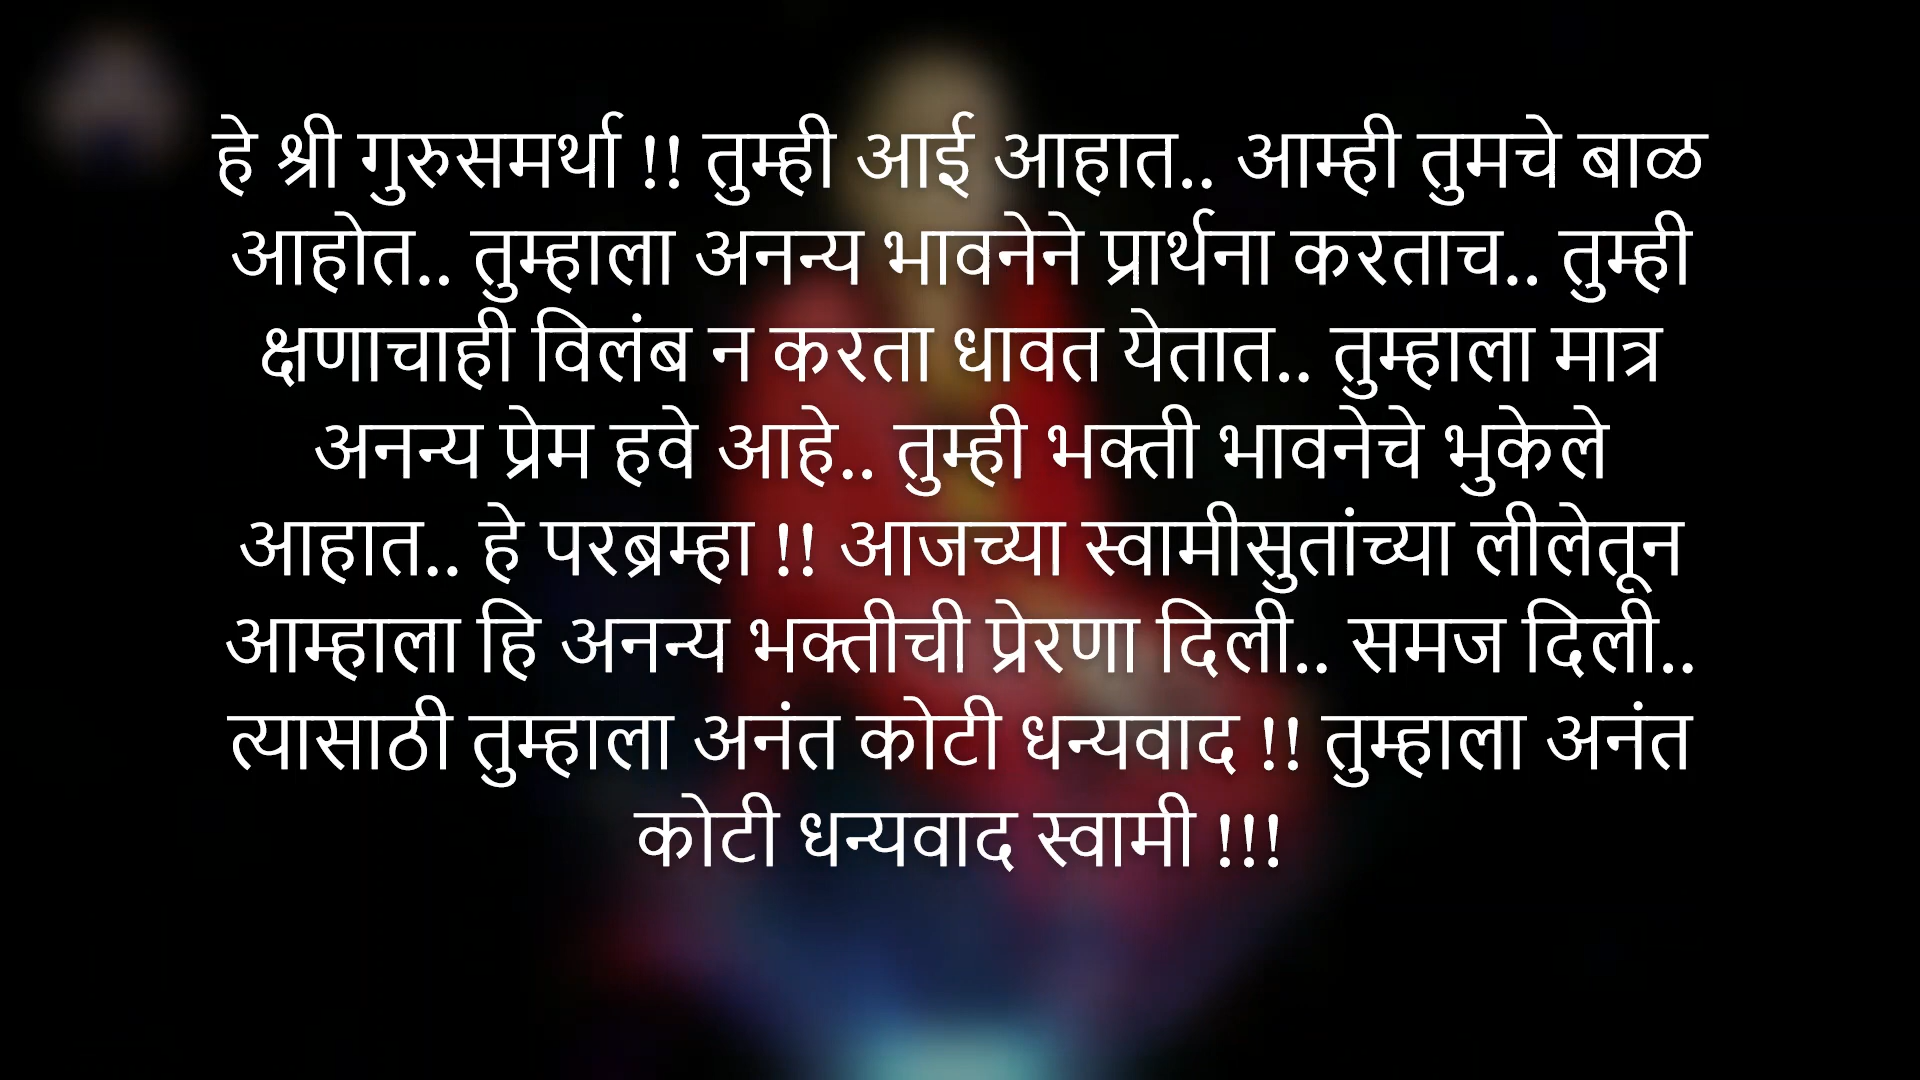 हे श्री गुरुसमर्था !! तुम्ही आई आहात.. आम्ही तुमचे बाळ
आहोत.. तुम्हाला अनन्य भावनेने प्रार्थना करताच.. तुम्ही
क्षणाचाही विलंब न करता धावत येतात.. तुम्हाला मात्र
अनन्य प्रेम हवे आहे.. तुम्ही भक्ती भावनेचे भुकेले
आहात.. हे परब्रम्हा !! आजच्या स्वामीसुतांच्या लीलेतून
आम्हाला हि अनन्य भक्तीची प्रेरणा दिली.. समज दिली..
त्यासाठी तुम्हाला अनंत कोटी धन्यवाद !! तुम्हाला अनंत
कोटी धन्यवाद स्वामी !!!